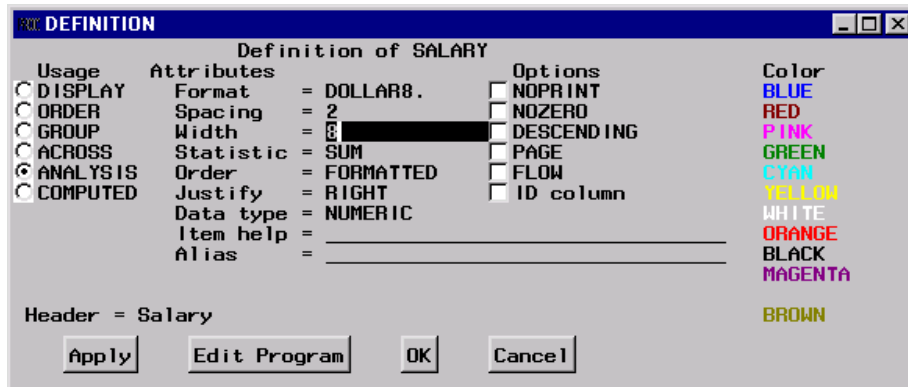 DEFINITION
Definition of SALARY
Usage Attributes Options Color
DISPLAY Format = DOLLAR8. NOPRINT BLUE
ORDER Spacing = 2 NOZERO RED
GROUP Width = 8 DESCENDING PINK
ACROSS Statistic = SUM PAGE GREEN
ANALYSIS Order = FORMATTED FLOW CYAN
COMPUTED Justify = RIGHT ID column YELLOW
Data type = NUMERIC WHITE
Item help = ORANGE
Alias = BLACK
MAGENTA
Header = Salary BROWN
Apply Edit Program OK Cancel